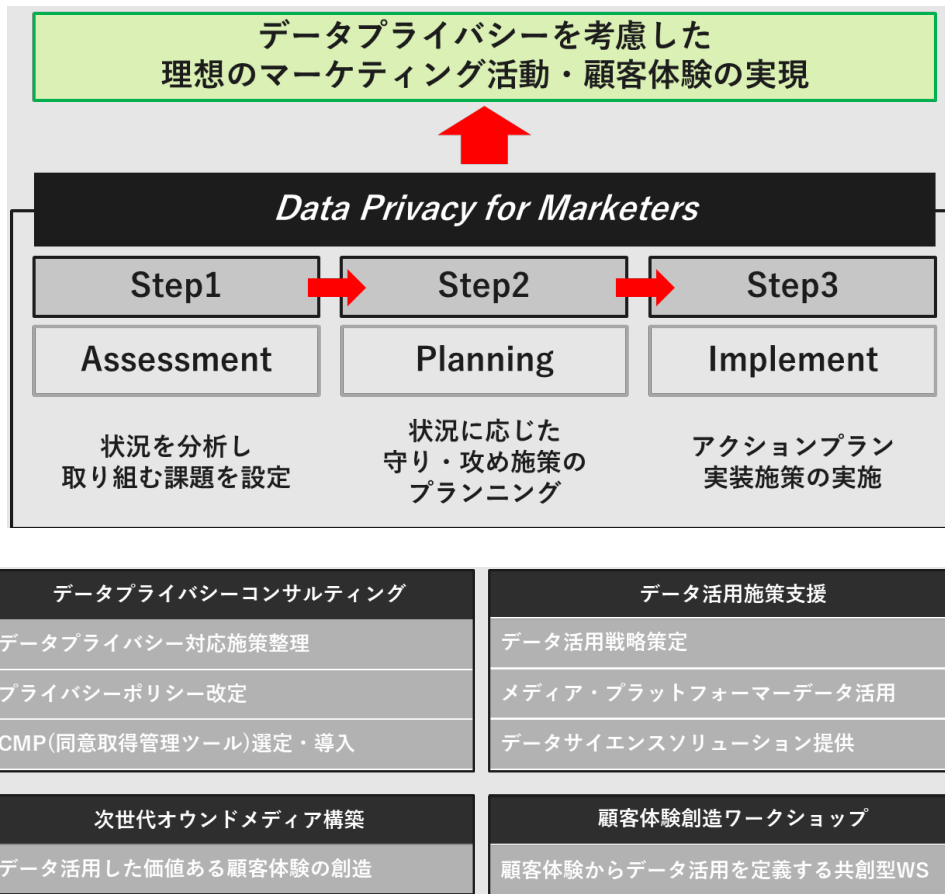 データプライバシーを考慮した
理想のマーケティング活動・顧客体験の実現
Data Privacy for Marketers
Step1
Step2
Step3
Assessment
Planning
Implement
状況を分析し
取り組む課題を設定
状況に応じた
守り・攻め施策の
プランニング
アクションプラン
実装施策の実施
データプライバシーコンサルティング
データプライバシー対応施策整理
プライバシーポリシー改定
CMP(同意取得管理ツール)選定・導入
データ活用施策支援
データ活用戦略策定
メディア・プラットフォーマーデータ活用
データサイエンスソリューション提供
次世代オウンドメディア構築
データ活用した価値ある顧客体験の創造
顧客体験創造ワークショップ
顧客体験からデータ活用を定義する共創型WS